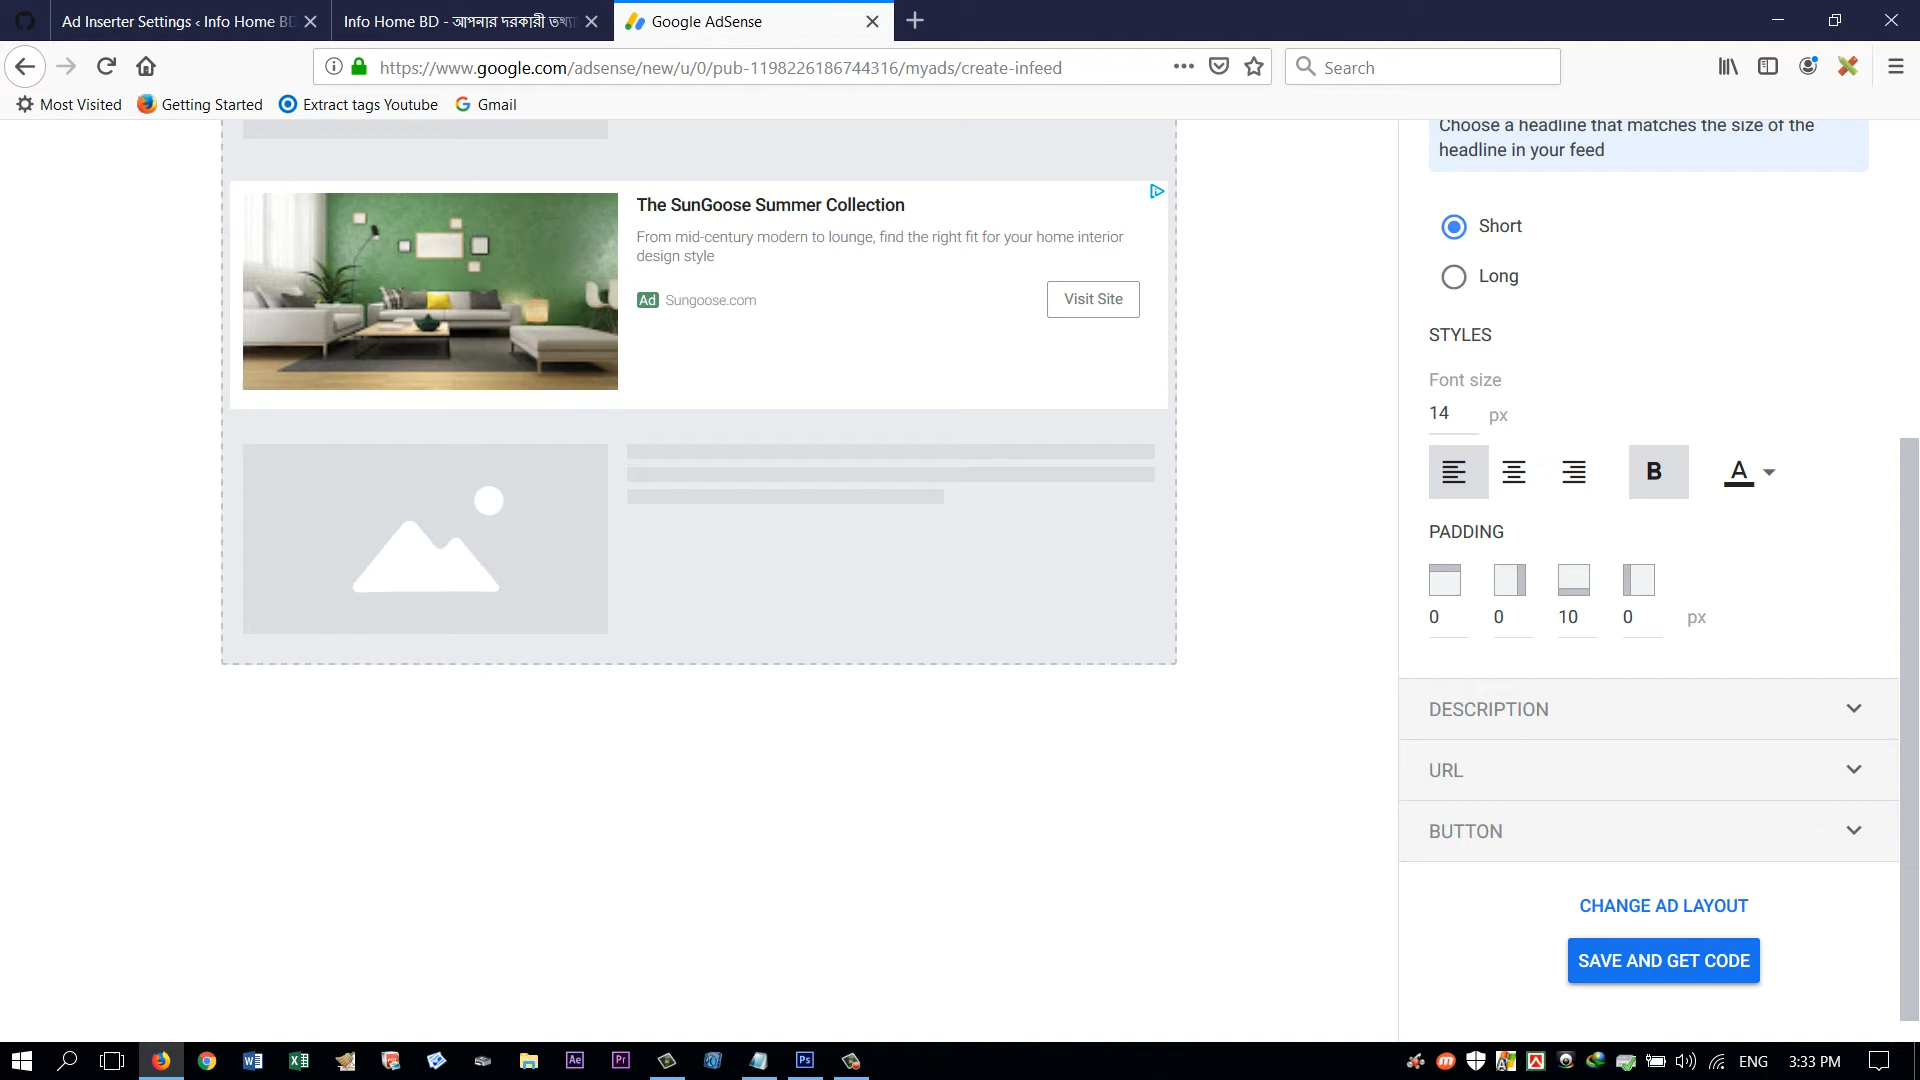 Ad Inserter Settings ‹ Info Home BD
Info Home BD - আপনার দরকারী তথ্য
Google AdSense
https://www.google.com/adsense/new/u/0/pub-1198226186744316/myads/create-infeed
Search
Most Visited
Getting Started
Extract tags Youtube
Gmail
Choose a headline that matches the size of the
headline in your feed
The SunGoose Summer Collection
From mid-century modern to lounge, find the right fit for your home interior
design style
Ad Sungoose.com
Visit Site
Short
Long
STYLES
Font size
14 px
B A
PADDING
0 0 10 0 px
DESCRIPTION
URL
BUTTON
CHANGE AD LAYOUT
SAVE AND GET CODE
Ae Pr Ps
ENG 3:33 PM